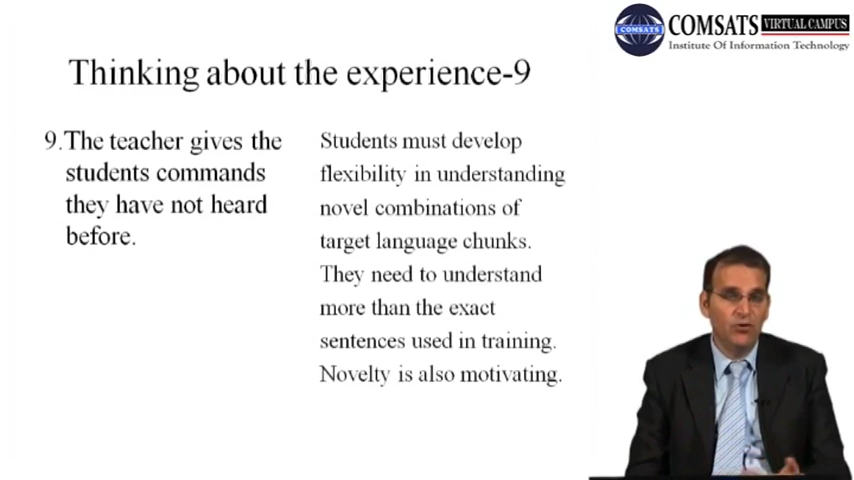 COMSATS VIRTUAL CAMPUS
COMSATS
Institute Of Information Technology
Thinking about the experience-9
9. The teacher gives the
students commands
they have not heard
before.
Students must develop
flexibility in understanding
novel combinations of
target language chunks.
They need to understand
more than the exact
sentences used in training.
Novelty is also motivating.